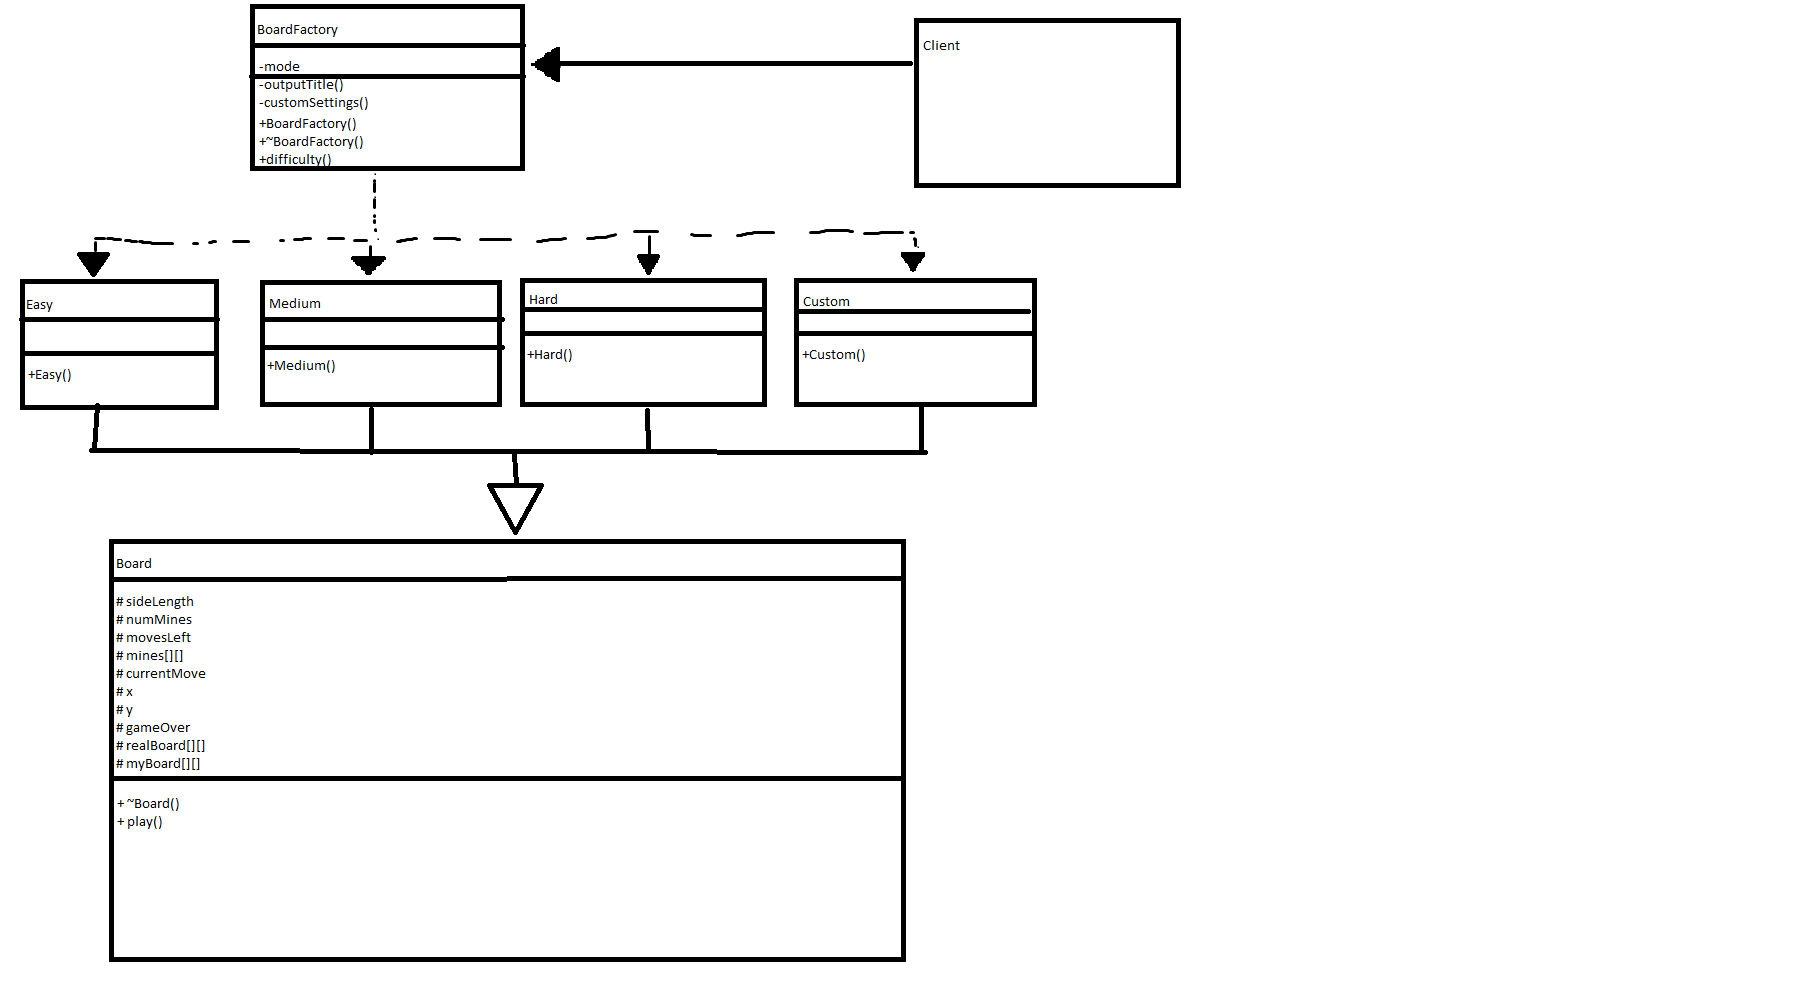 BoardFactory
-mode
-outputTitle()
-customSettings()
+BoardFactory()
+~BoardFactory()
+difficulty()
Client
Easy
+Easy()
Medium
+Medium()
Hard
+Hard()
Custom
+Custom()
Board
# sideLength
# numMines
# movesLeft
# mines[][]
# currentMove
# x
# y
# gameOver
# realBoard[][]
# myBoard[][]
+ ~Board()
+ play()